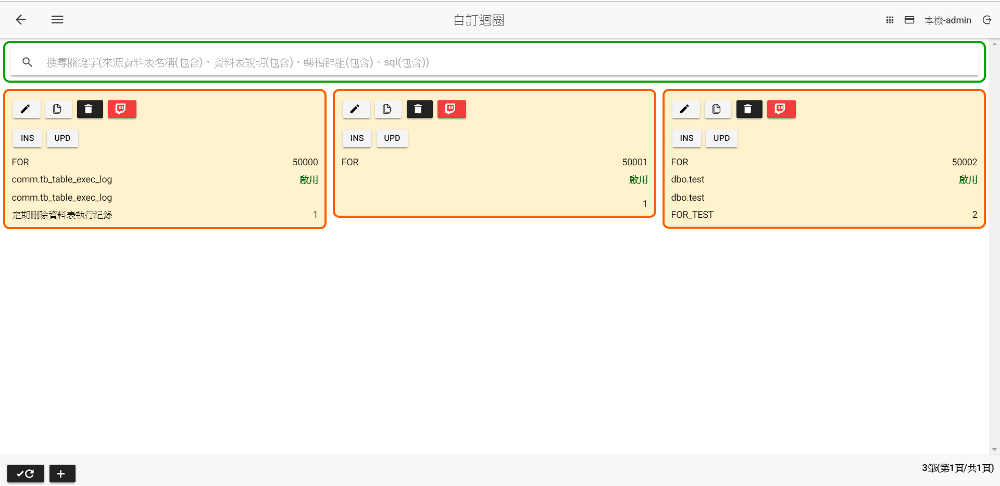 自訂迴圈
本機-admin
搜尋關鍵字(來源資料表名稱(包含)、資料表說明(包含)、轉檔群組(包含)、sql(包含))
INS UPD
FOR 50000
comm.tb_table_exec_log 啟用
comm.tb_table_exec_log
定期刪除資料表執行紀錄 1
INS UPD
FOR 50001
啟用
1
INS UPD
FOR 50002
dbo.test 啟用
dbo.test
FOR_TEST 2
3筆(第1頁/共1頁)